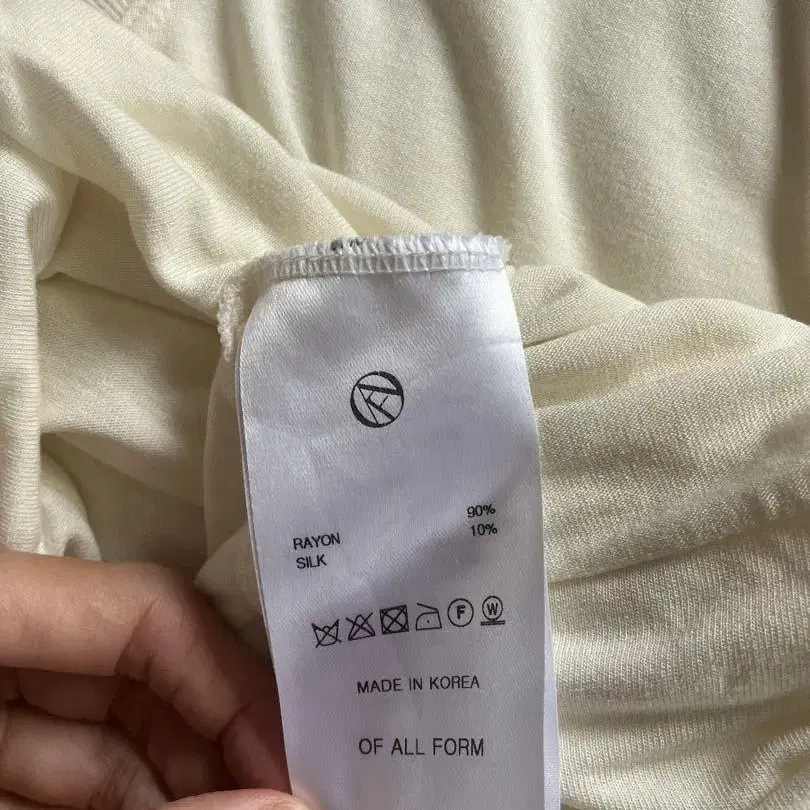 RAYON 90%
SILK 10%
F W
MADE IN KOREA
OF ALL FORM